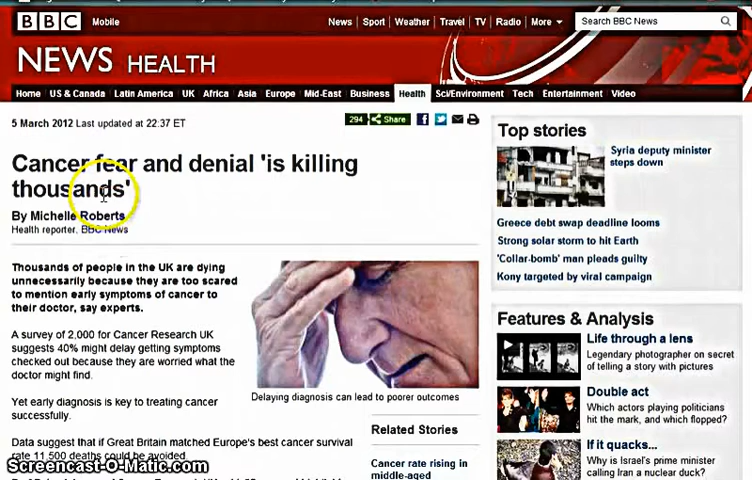 BBC Mobile News Sport Weather Travel TV Radio More Search BBC News
NEWS HEALTH
Home US & Canada Latin America UK Africa Asia Europe Mid-East Business Health Sci/Environment Tech Entertainment Video
5 March 2012 Last updated at 22:37 ET
294 Share
Cancer fear and denial 'is killing
thousands'
By Michelle Roberts
Health reporter, BBC News
Thousands of people in the UK are dying
unnecessarily because they are too scared
to mention early symptoms of cancer to
their doctor, say experts.
A survey of 2,000 for Cancer Research UK
suggests 40% might delay getting symptoms
checked out because they are worried what the
doctor might find.
Yet early diagnosis is key to treating cancer
successfully.
Data suggest that if Great Britain matched Europe's best cancer survival
rate 11,500 deaths could be avoided
Delaying diagnosis can lead to poorer outcomes
Related Stories
Cancer rate rising in
middle-aged
Top stories
Syria deputy minister
steps down
Greece debt swap deadline looms
Strong solar storm to hit Earth
'Collar-bomb' man pleads guilty
Kony targeted by viral campaign
Features & Analysis
Life through a lens
Legendary photographer on secret
of telling a story with pictures
Double act
Which actors playing politicians
hit the mark, and which flopped?
If it quacks...
Why is Israel's prime minister
calling Iran a nuclear duck?
Screencast-O-Matic.com